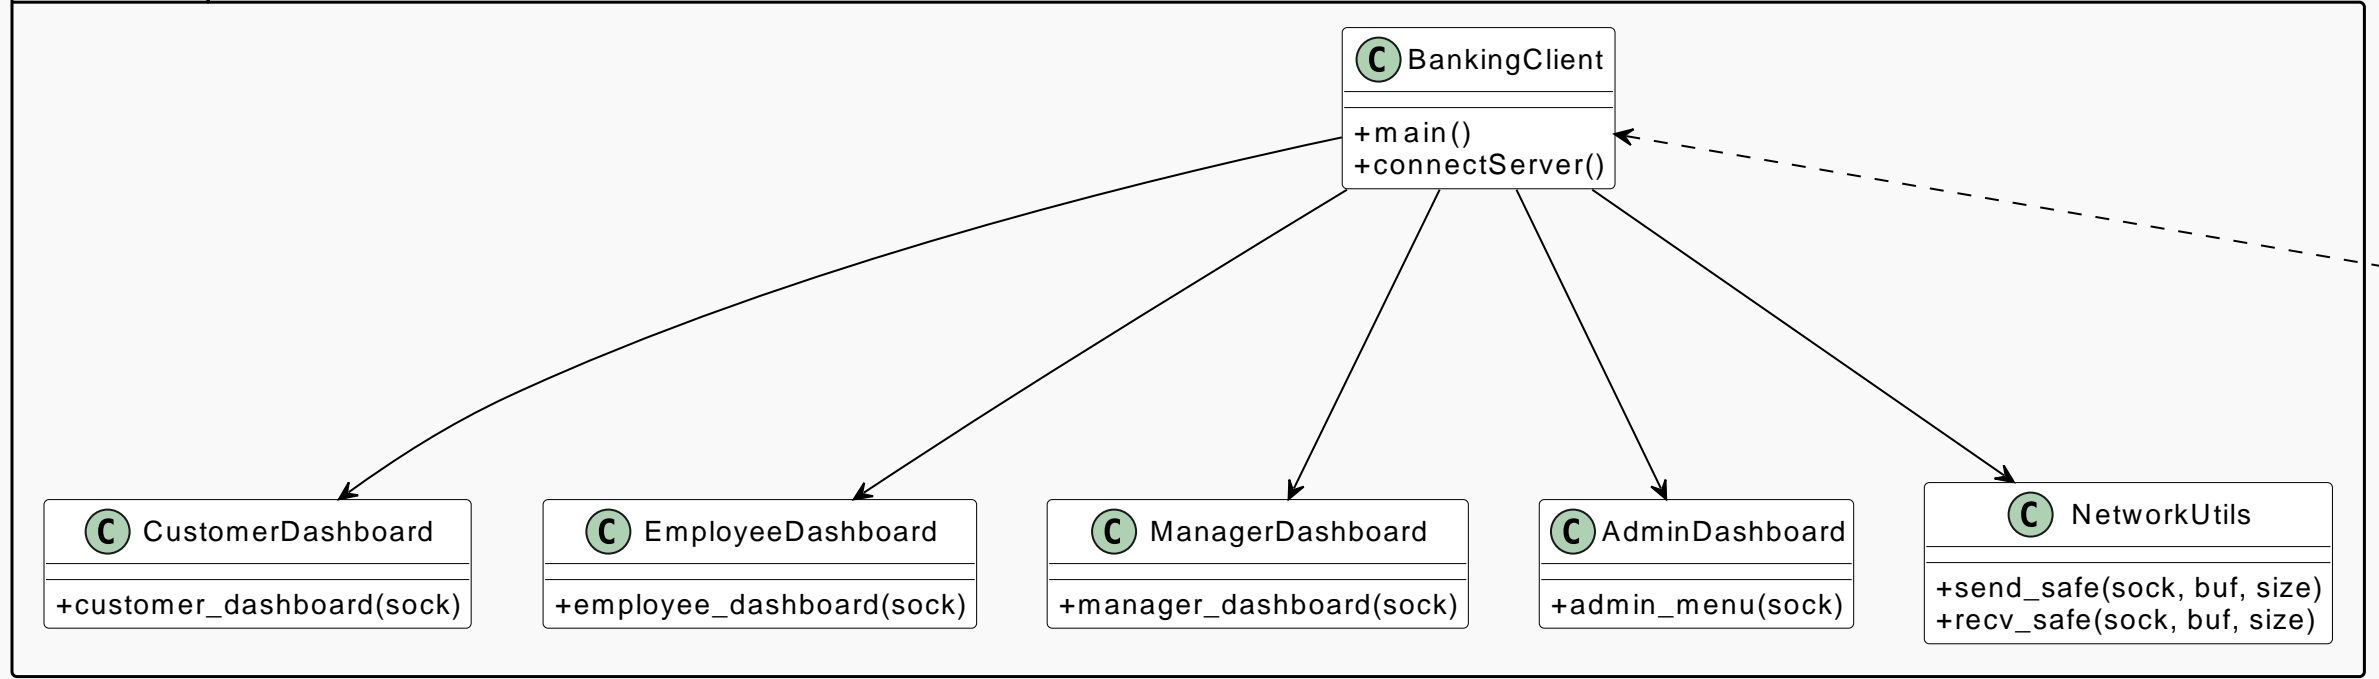 C BankingClient
+main()
+connectServer()
C CustomerDashboard
+customer_dashboard(sock)
C EmployeeDashboard
+employee_dashboard(sock)
C ManagerDashboard
+manager_dashboard(sock)
C AdminDashboard
+admin_menu(sock)
C NetworkUtils
+send_safe(sock, buf, size)
+recv_safe(sock, buf, size)